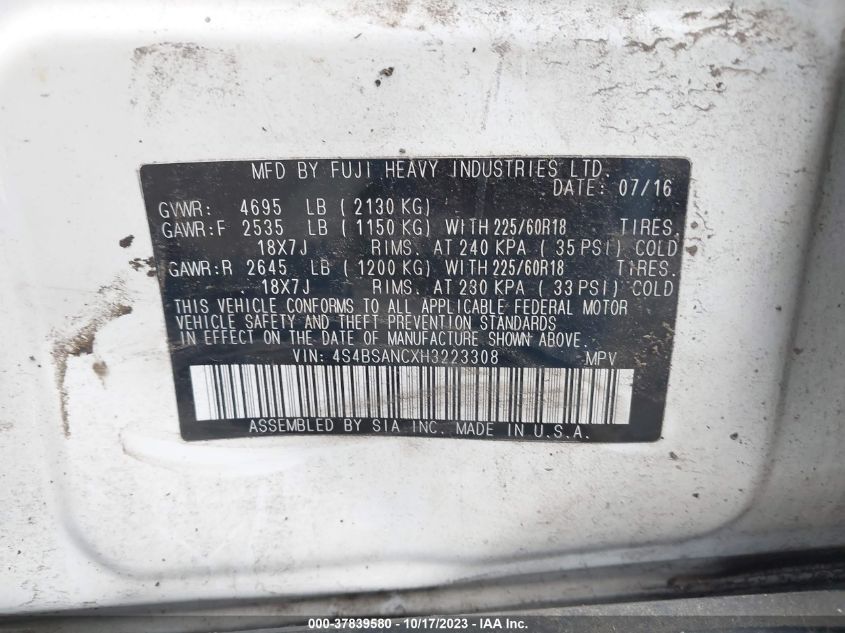 MFD BY FUJI HEAVY INDUSTRIES LTD.
DATE: 07/16
GVWR: 4695 LB ( 2130 KG)
GAWR:F 2535 LB ( 1150 KG) WITH 225/60R18 TIRES.
18X7J RIMS. AT 240 KPA ( 35 PSI) COLD
GAWR:R 2645 LB ( 1200 KG) WITH 225/60R18 TIRES.
18X7J RIMS. AT 230 KPA ( 33 PSI) COLD
THIS VEHICLE CONFORMS TO ALL APPLICABLE FEDERAL MOTOR
VEHICLE SAFETY AND THEFT PREVENTION STANDARDS
IN EFFECT ON THE DATE OF MANUFACTURE SHOWN ABOVE.
VIN: 4S4BSANCXH3223308 MPV
ASSEMBLED BY SIA INC. MADE IN U.S.A.
000-37839580 - 10/17/2023 - www.iaai.com